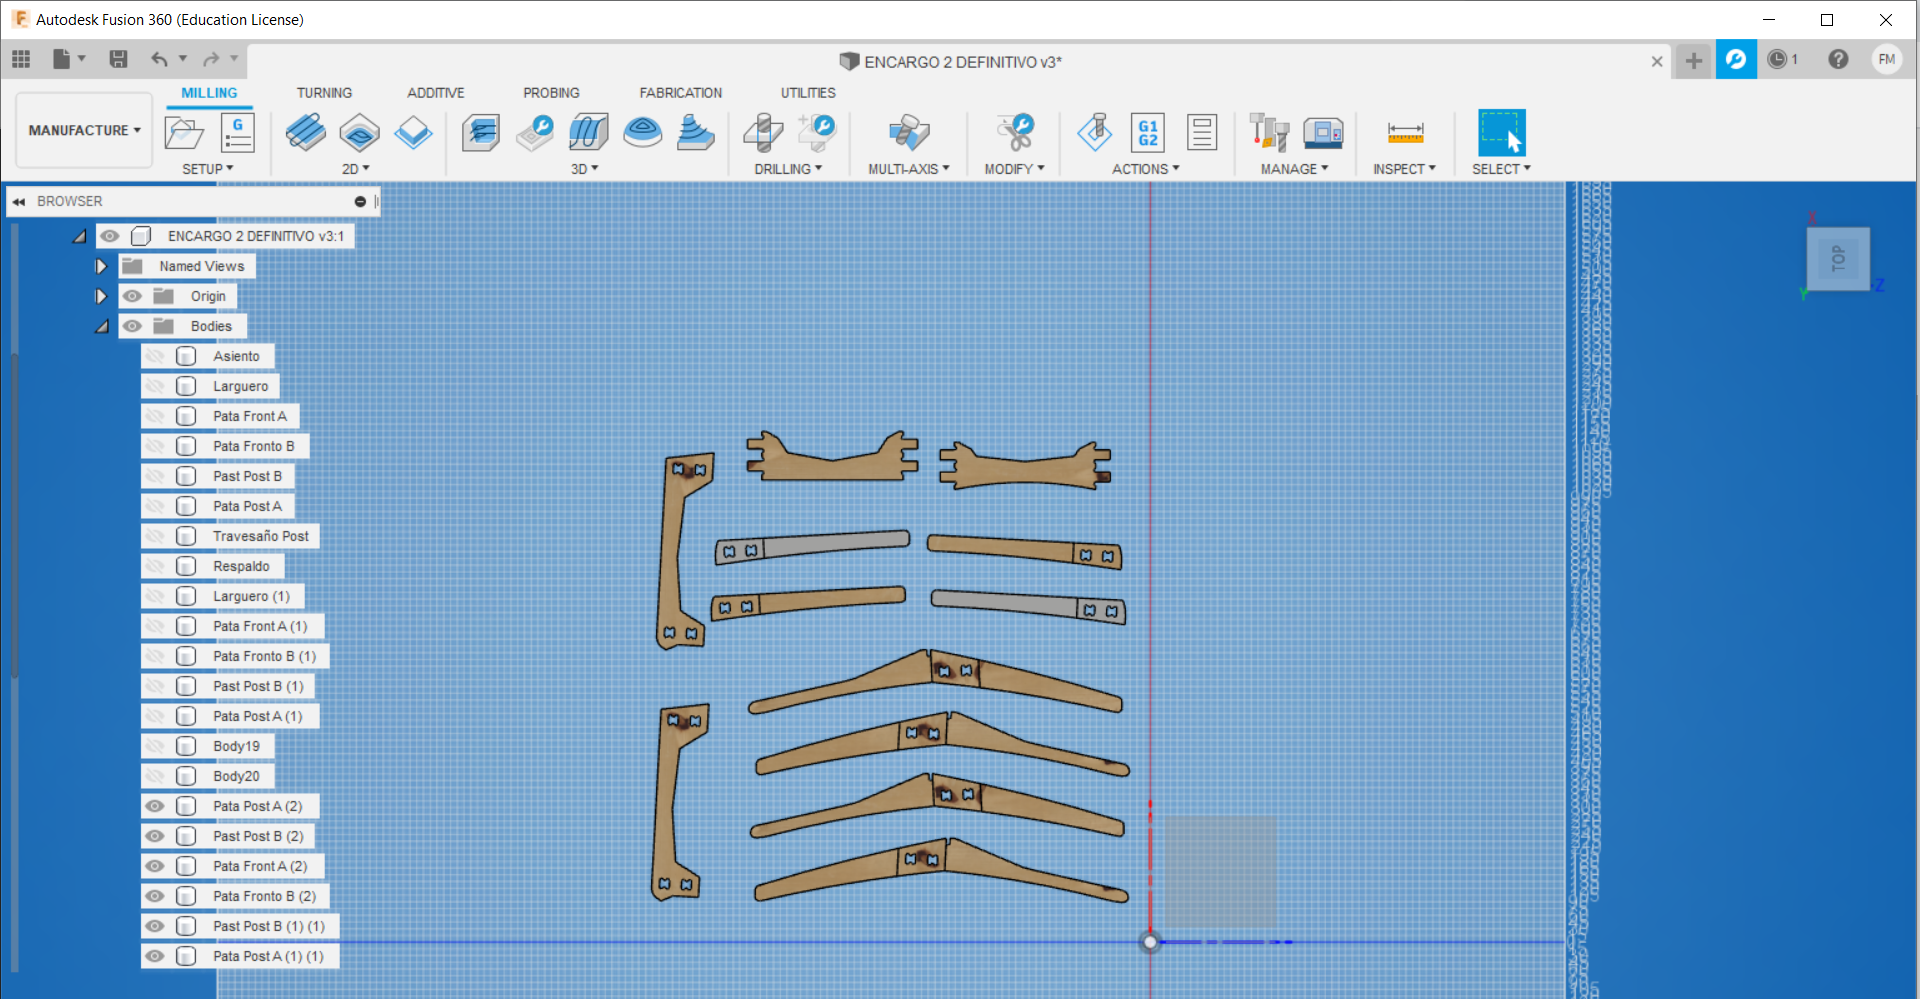 Autodesk Fusion 360 (Education License)
ENCARGO 2 DEFINITIVO v3*
1
FM
MILLING TURNING ADDITIVE PROBING FABRICATION UTILITIES
MANUFACTURE
G
G1
G2
SETUP 2D 3D DRILLING MULTI-AXIS MODIFY ACTIONS MANAGE INSPECT SELECT
BROWSER
X
TOP
Y
Z
ENCARGO 2 DEFINITIVO v3:1
Named Views
Origin
Bodies
Asiento
Larguero
Pata Front A
Pata Fronto B
Past Post B
Pata Post A
Travesaño Post
Respaldo
Larguero (1)
Pata Front A (1)
Pata Fronto B (1)
Past Post B (1)
Pata Post A (1)
Body19
Body20
Pata Post A (2)
Past Post B (2)
Pata Front A (2)
Pata Fronto B (2)
Past Post B (1) (1)
Pata Post A (1) (1)